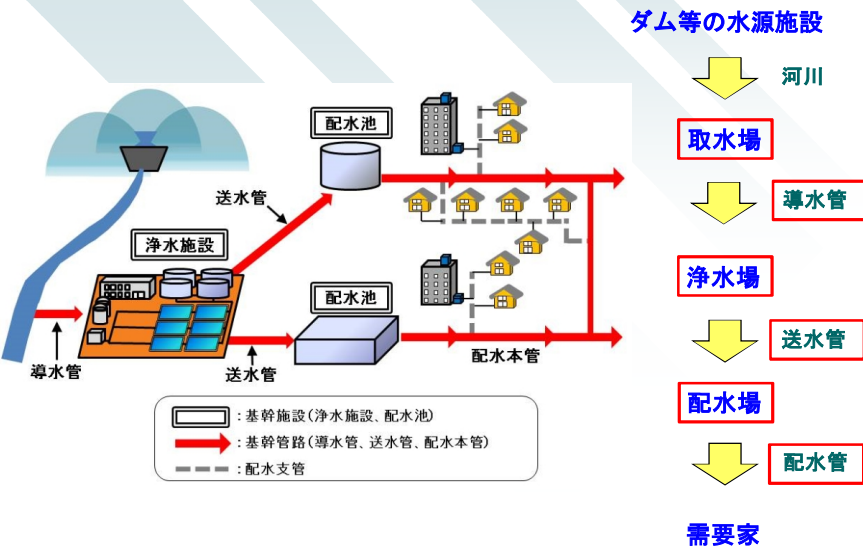 配水池
送水管
浄水施設
配水池
導水管
送水管
配水本管
：基幹施設(浄水施設、配水池)
：基幹管路(導水管、送水管、配水本管)
：配水支管
ダム等の水源施設
河川
取水場
導水管
浄水場
送水管
配水場
配水管
需要家